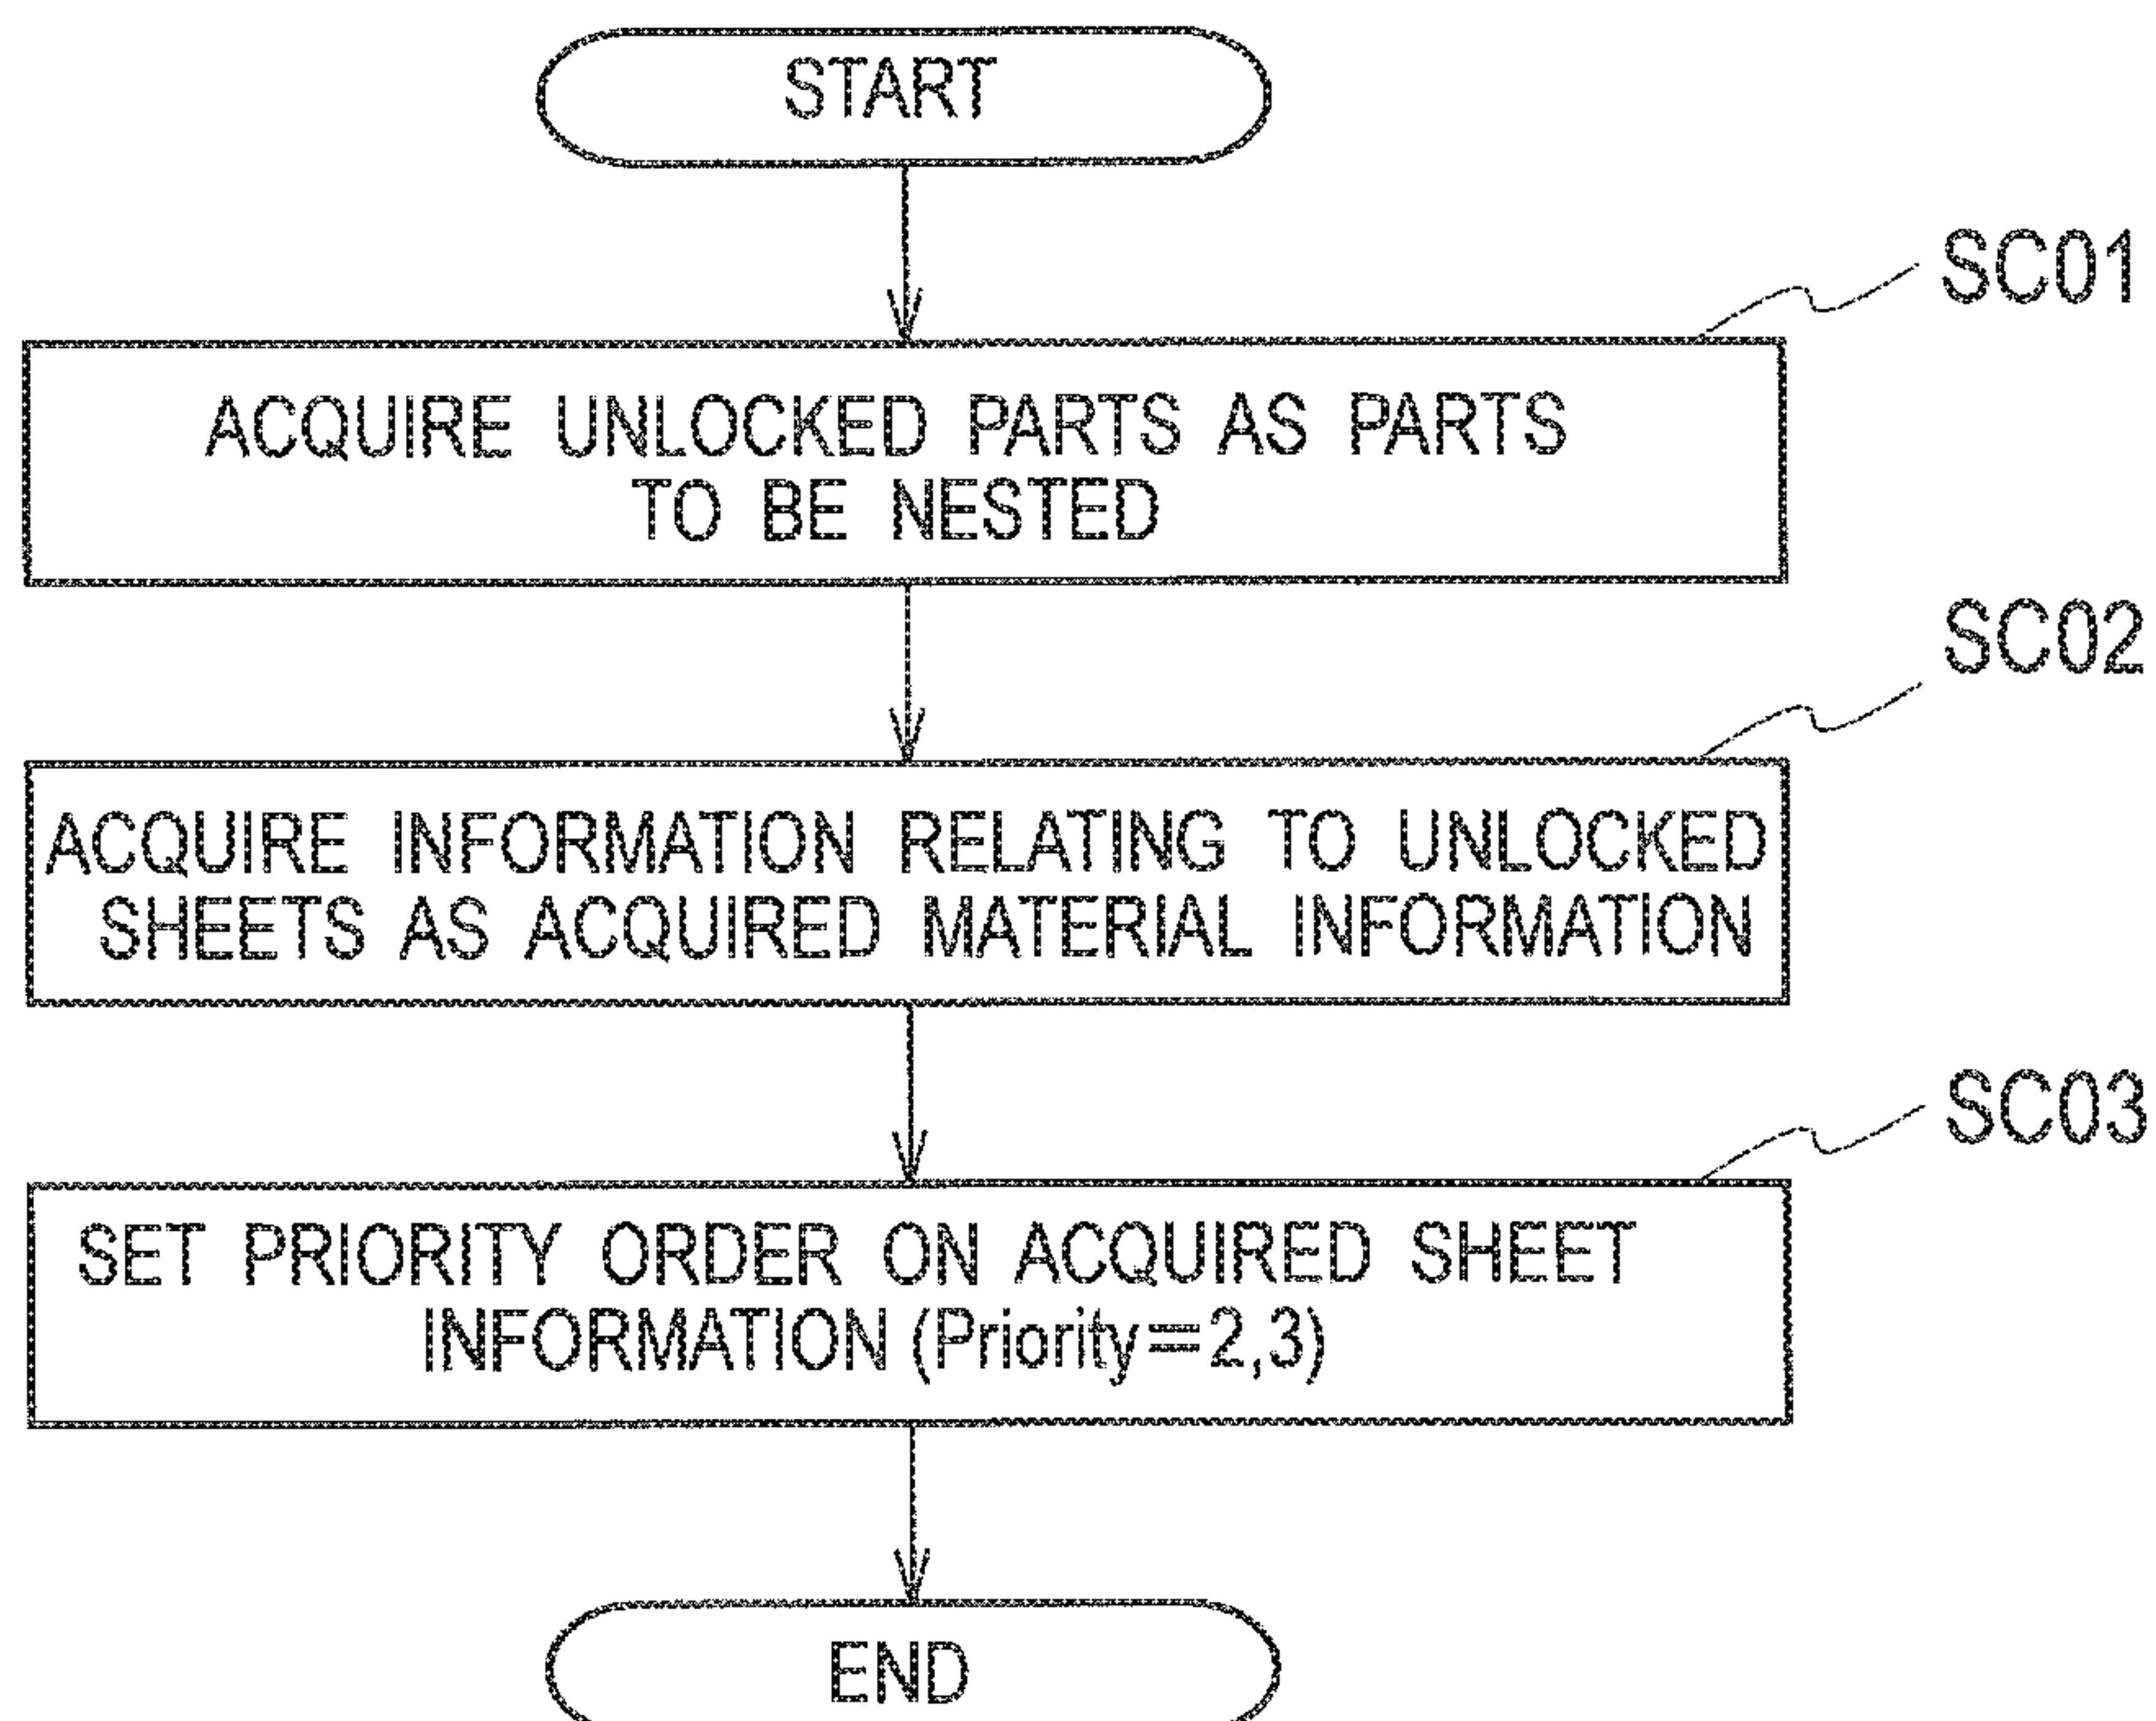 START
SC01
ACQUIRE UNLOCKED PARTS AS PARTS
TO BE NESTED
SC02
ACQUIRE INFORMATION RELATING TO UNLOCKED
SHEETS AS ACQUIRED MATERIAL INFORMATION
SC03
SET PRIORITY ORDER ON ACQUIRED SHEET
INFORMATION (Priority=2,3)
END